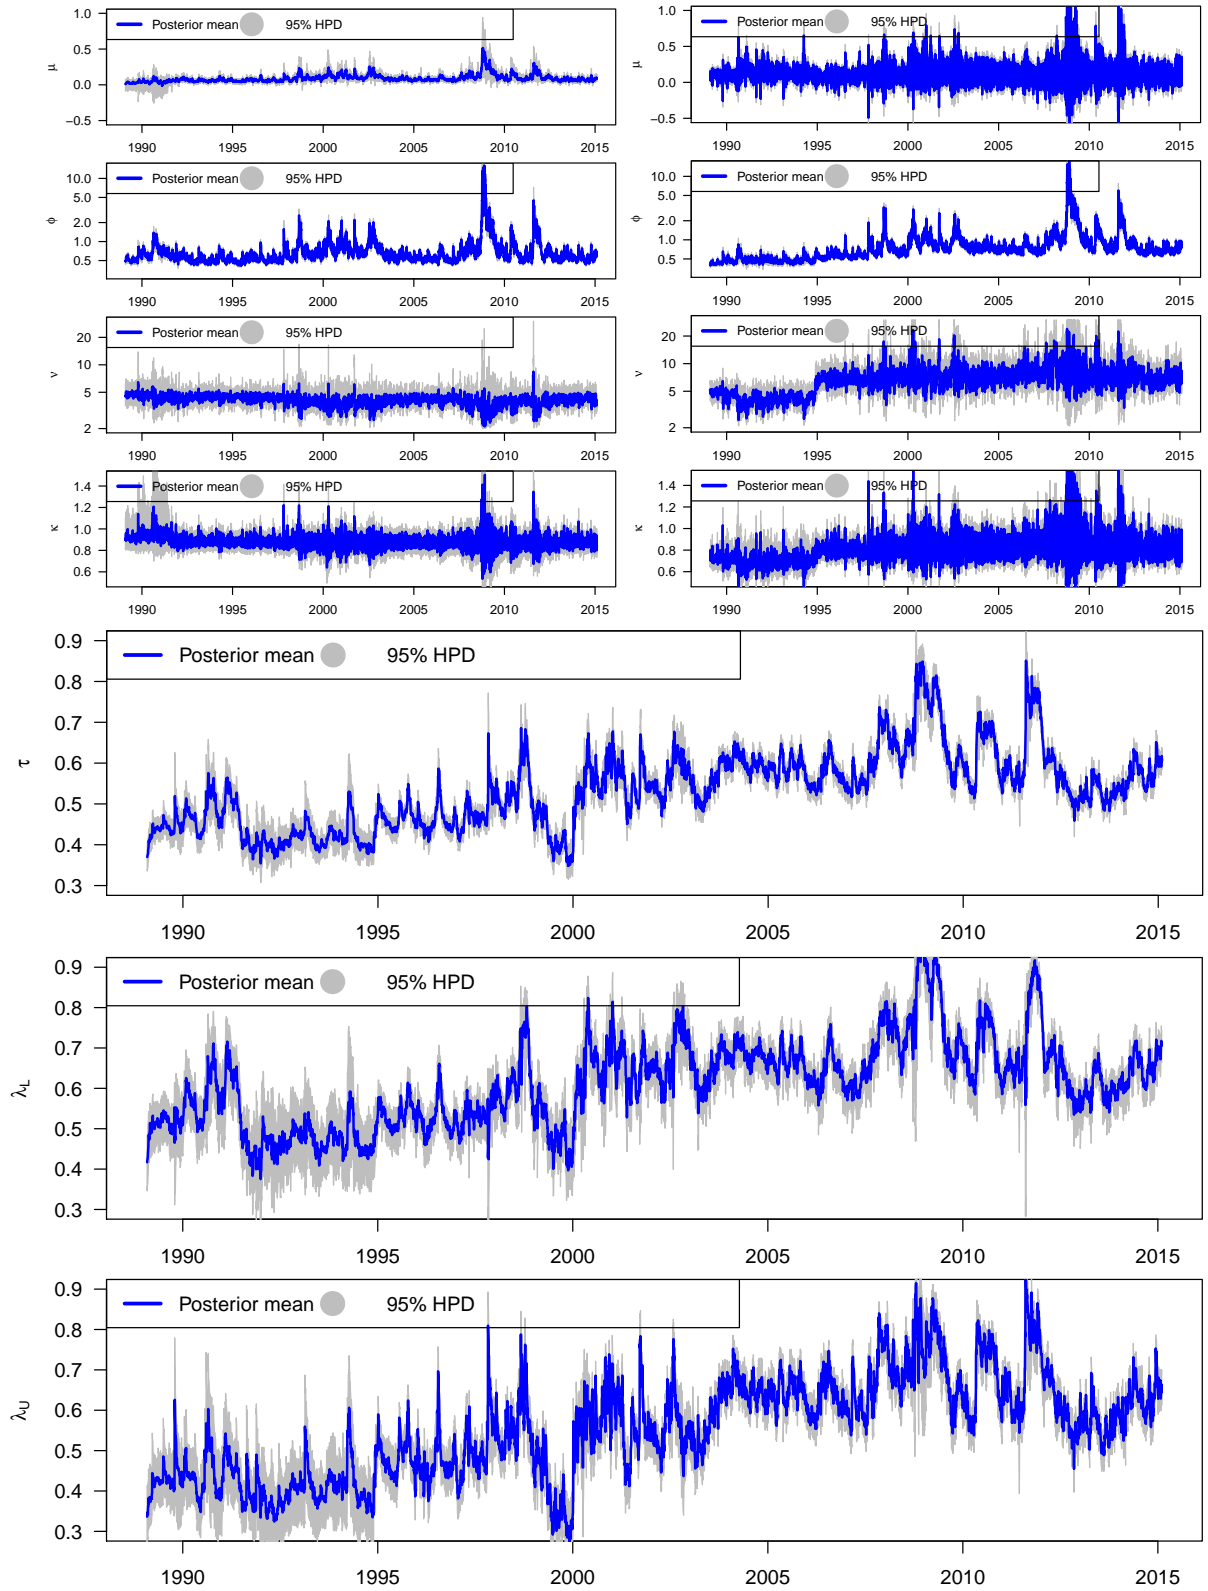 1.0 Posterior mean 95% HPD
0.5
μ
0.0
−0.5
1990 1995 2000 2005 2010 2015
1.0 Posterior mean 95% HPD
0.5
μ
0.0
−0.5
1990 1995 2000 2005 2010 2015
10.0 Posterior mean 95% HPD
5.0
ϕ
2.0
1.0
0.5
1990 1995 2000 2005 2010 2015
10.0 Posterior mean 95% HPD
5.0
ϕ
2.0
1.0
0.5
1990 1995 2000 2005 2010 2015
20 Posterior mean 95% HPD
10
ν
5
2
1990 1995 2000 2005 2010 2015
20 Posterior mean 95% HPD
10
ν
5
2
1990 1995 2000 2005 2010 2015
1.4 Posterior mean 95% HPD
1.2
1.0
κ
0.8
0.6
1990 1995 2000 2005 2010 2015
1.4 Posterior mean 95% HPD
1.2
1.0
κ
0.8
0.6
1990 1995 2000 2005 2010 2015
0.9 Posterior mean 95% HPD
0.8
0.7
τ
0.6
0.5
0.4
0.3
1990 1995 2000 2005 2010 2015
0.9 Posterior mean 95% HPD
0.8
0.7
λL
0.6
0.5
0.4
0.3
1990 1995 2000 2005 2010 2015
0.9 Posterior mean 95% HPD
0.8
0.7
λU
0.6
0.5
0.4
0.3
1990 1995 2000 2005 2010 2015